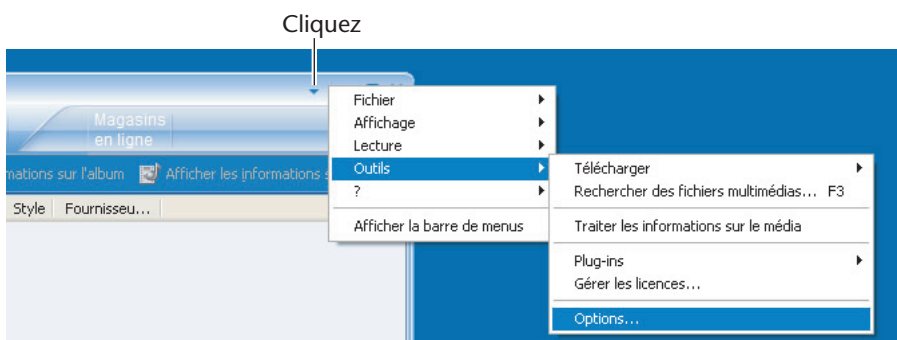 Cliquez
Magasins
en ligne
mations sur l'album Afficher les informations s
Style Fournisseu...
Fichier
Affichage
Lecture
Outils
?
Afficher la barre de menus
Télécharger
Rechercher des fichiers multimédias... F3
Traiter les informations sur le média
Plug-ins
Gérer les licences...
Options...